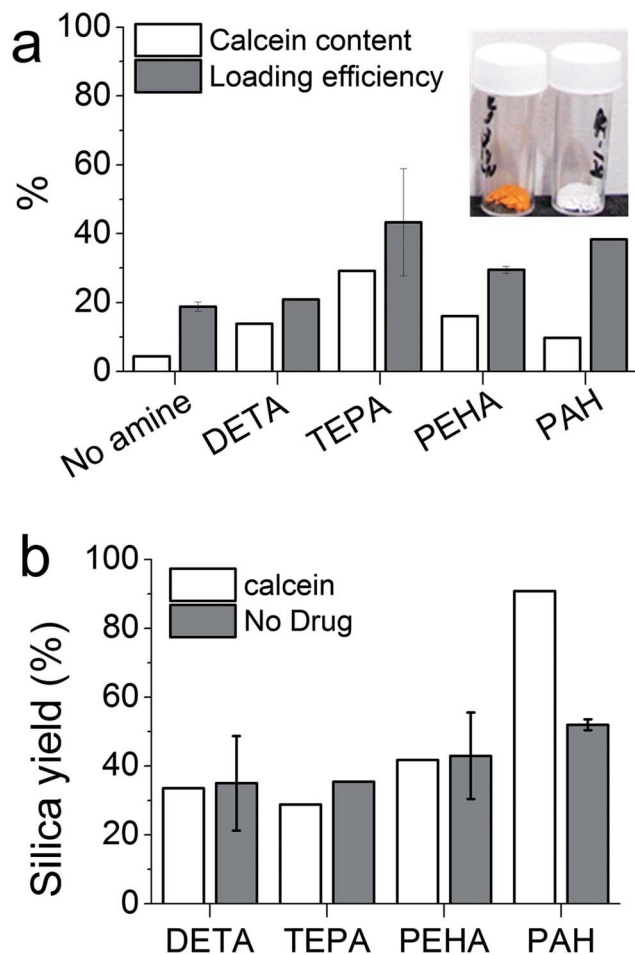 a
100
80
60
40
20
0
%
Calcein content
Loading efficiency
No amine
DETA
TEPA
PEHA
PAH
b
100
80
60
40
20
0
Silica yield (%)
calcein
No Drug
DETA
TEPA
PEHA
PAH